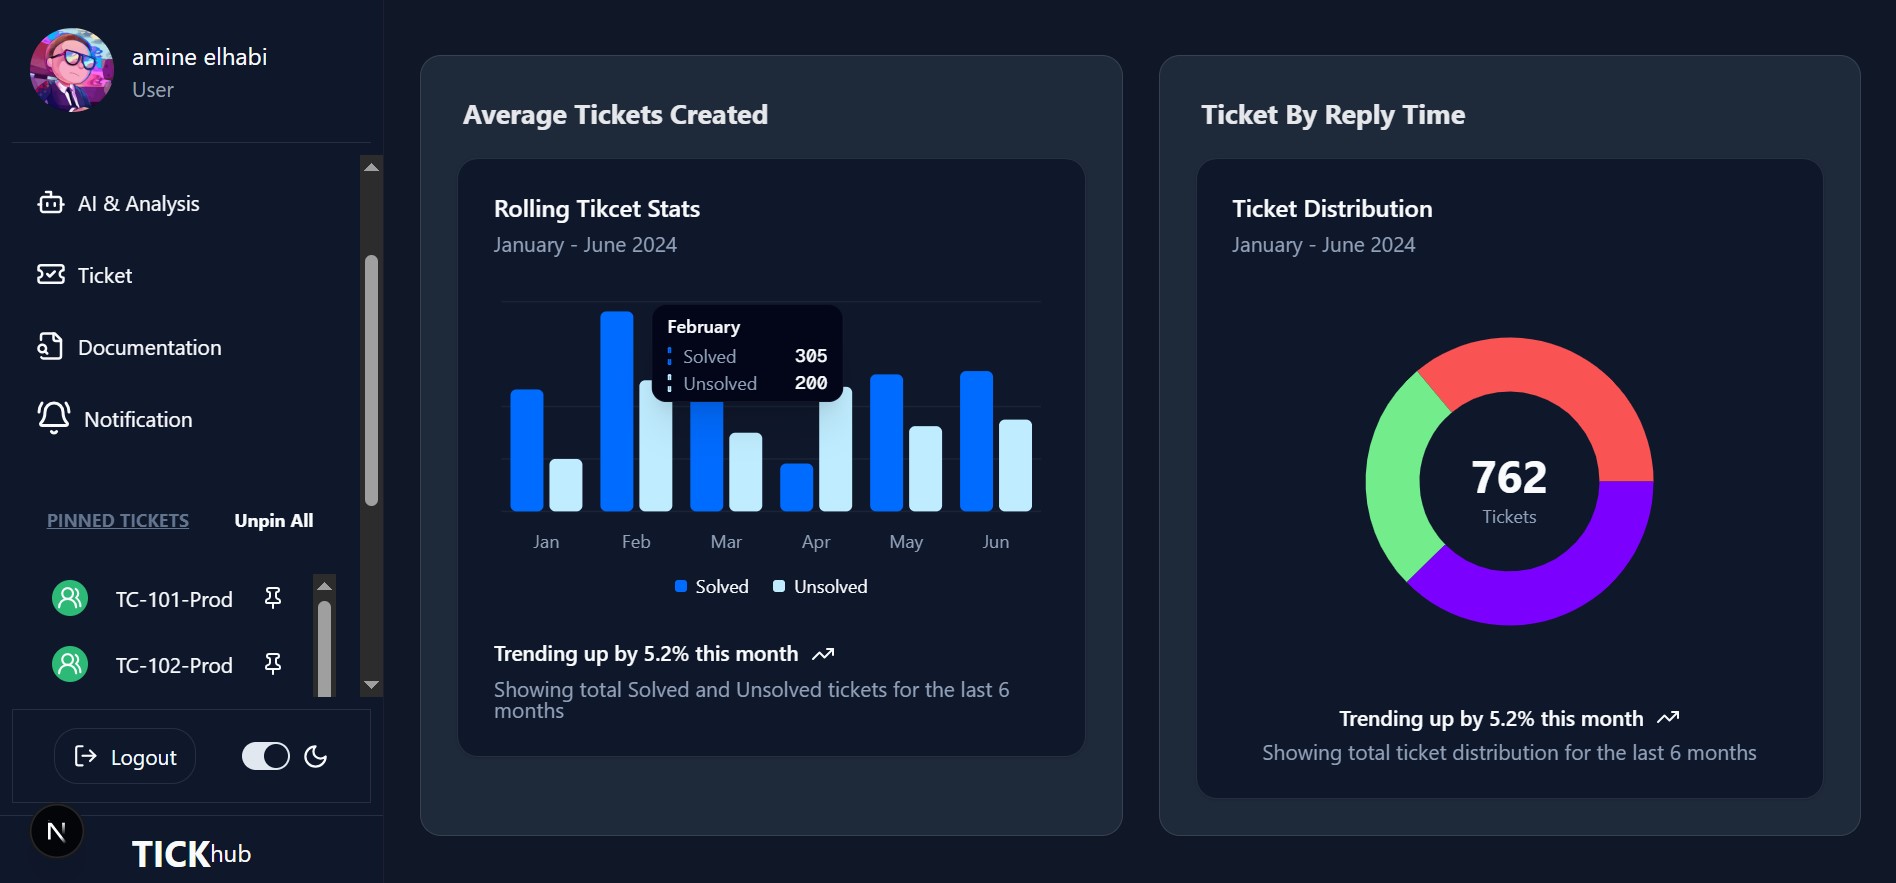 amine elhabi
User
AI & Analysis
Ticket
Documentation
Notification
PINNED TICKETS
Unpin All
TC-101-Prod
TC-102-Prod
Logout
N
TICKhub
Average Tickets Created
Rolling Tikcet Stats
January - June 2024
February
Solved 305
Unsolved 200
Jan Feb Mar Apr May Jun
Solved Unsolved
Trending up by 5.2% this month
Showing total Solved and Unsolved tickets for the last 6
months
Ticket By Reply Time
Ticket Distribution
January - June 2024
762
Tickets
Trending up by 5.2% this month
Showing total ticket distribution for the last 6 months